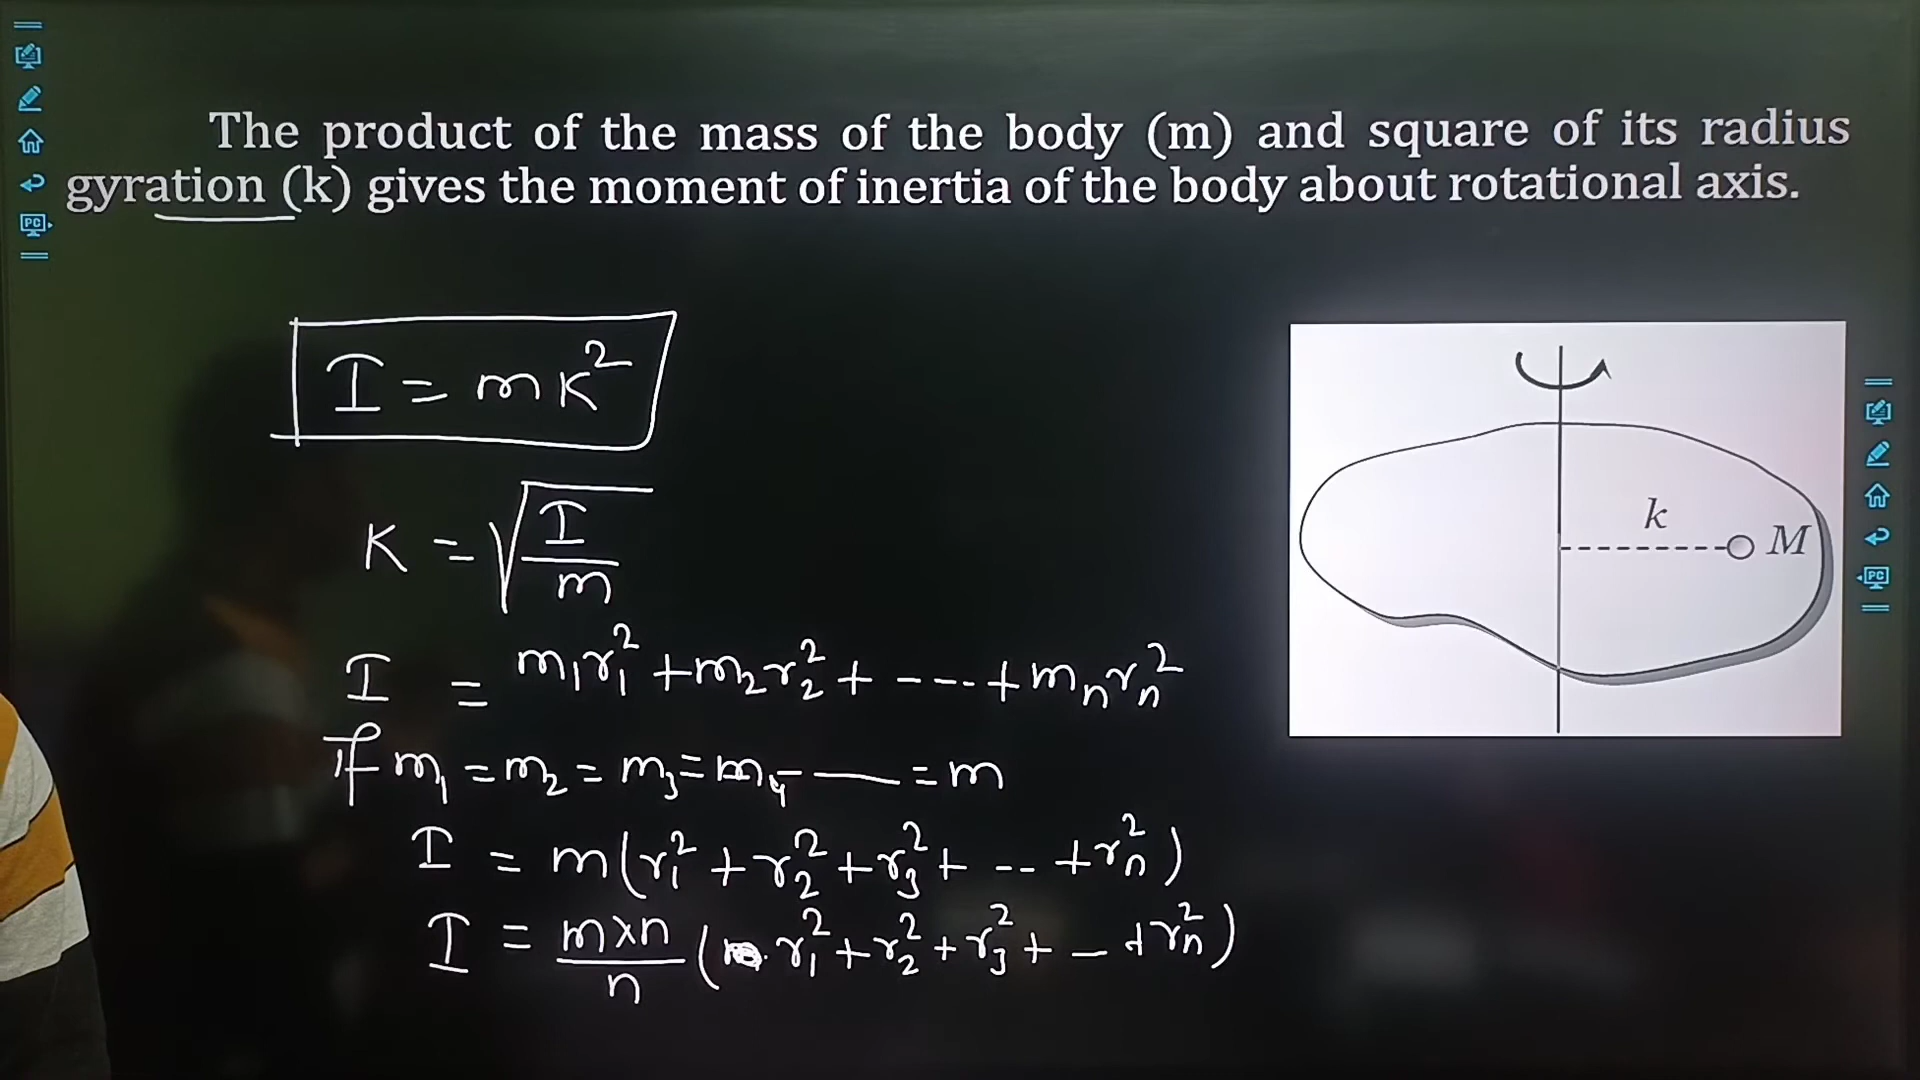 The product of the mass of the body (m) and square of its radius
gyration (k) gives the moment of inertia of the body about rotational axis.
I = mK²
K = √(I/m)
I = m₁r₁² + m₂r₂² + ---- + mₙrₙ²
If m₁ = m₂ = m₃ = m₄ - — = m
I = m(r₁² + r₂² + r₃² + -- + rₙ²)
I = m×n/n (r₁² + r₂² + r₃² + – + rₙ²)
k
M
PC
PC